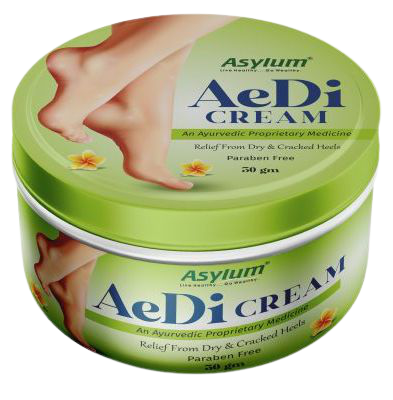 Asylum®
Live Healthy... Go Wealthy.
AeDi
CREAM
An Ayurvedic Proprietary Medicine
Relief From Dry & Cracked Heels
Paraben Free
50 gm
Asylum®
Live Healthy... Go Wealthy.
AeDi CREAM
An Ayurvedic Proprietary Medicine
Relief From Dry & Cracked Heels
Paraben Free
50 gm